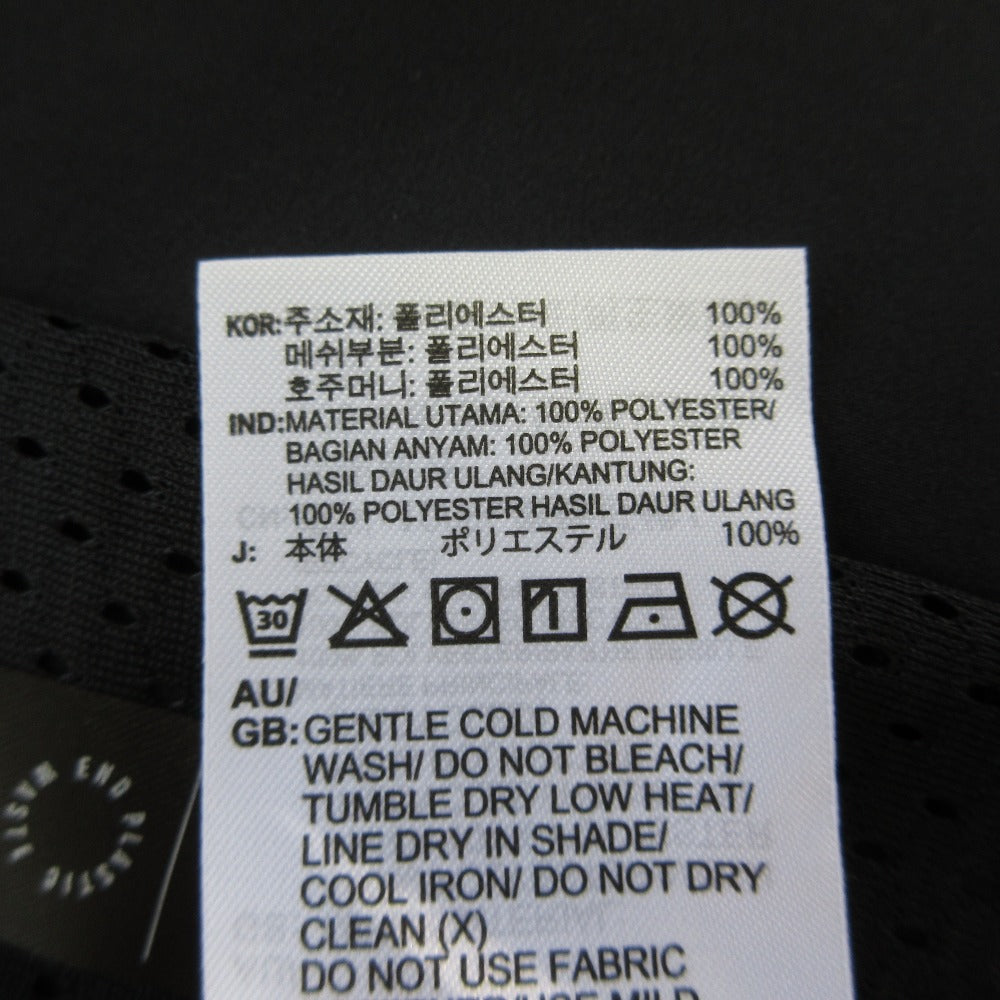 KOR: 주소재: 폴리에스터 100%
메쉬부분: 폴리에스터 100%
호주머니: 폴리에스터 100%
IND: MATERIAL UTAMA: 100% POLYESTER/
BAGIAN ANYAM: 100% POLYESTER
HASIL DAUR ULANG/KANTUNG:
100% POLYESTER HASIL DAUR ULANG
J: 本体 ポリエステル 100%
30
AU/
GB: GENTLE COLD MACHINE
WASH/ DO NOT BLEACH/
TUMBLE DRY LOW HEAT/
LINE DRY IN SHADE/
COOL IRON/ DO NOT DRY
CLEAN (X)
DO NOT USE FABRIC
USE MILD
END PLASTIC WASTE